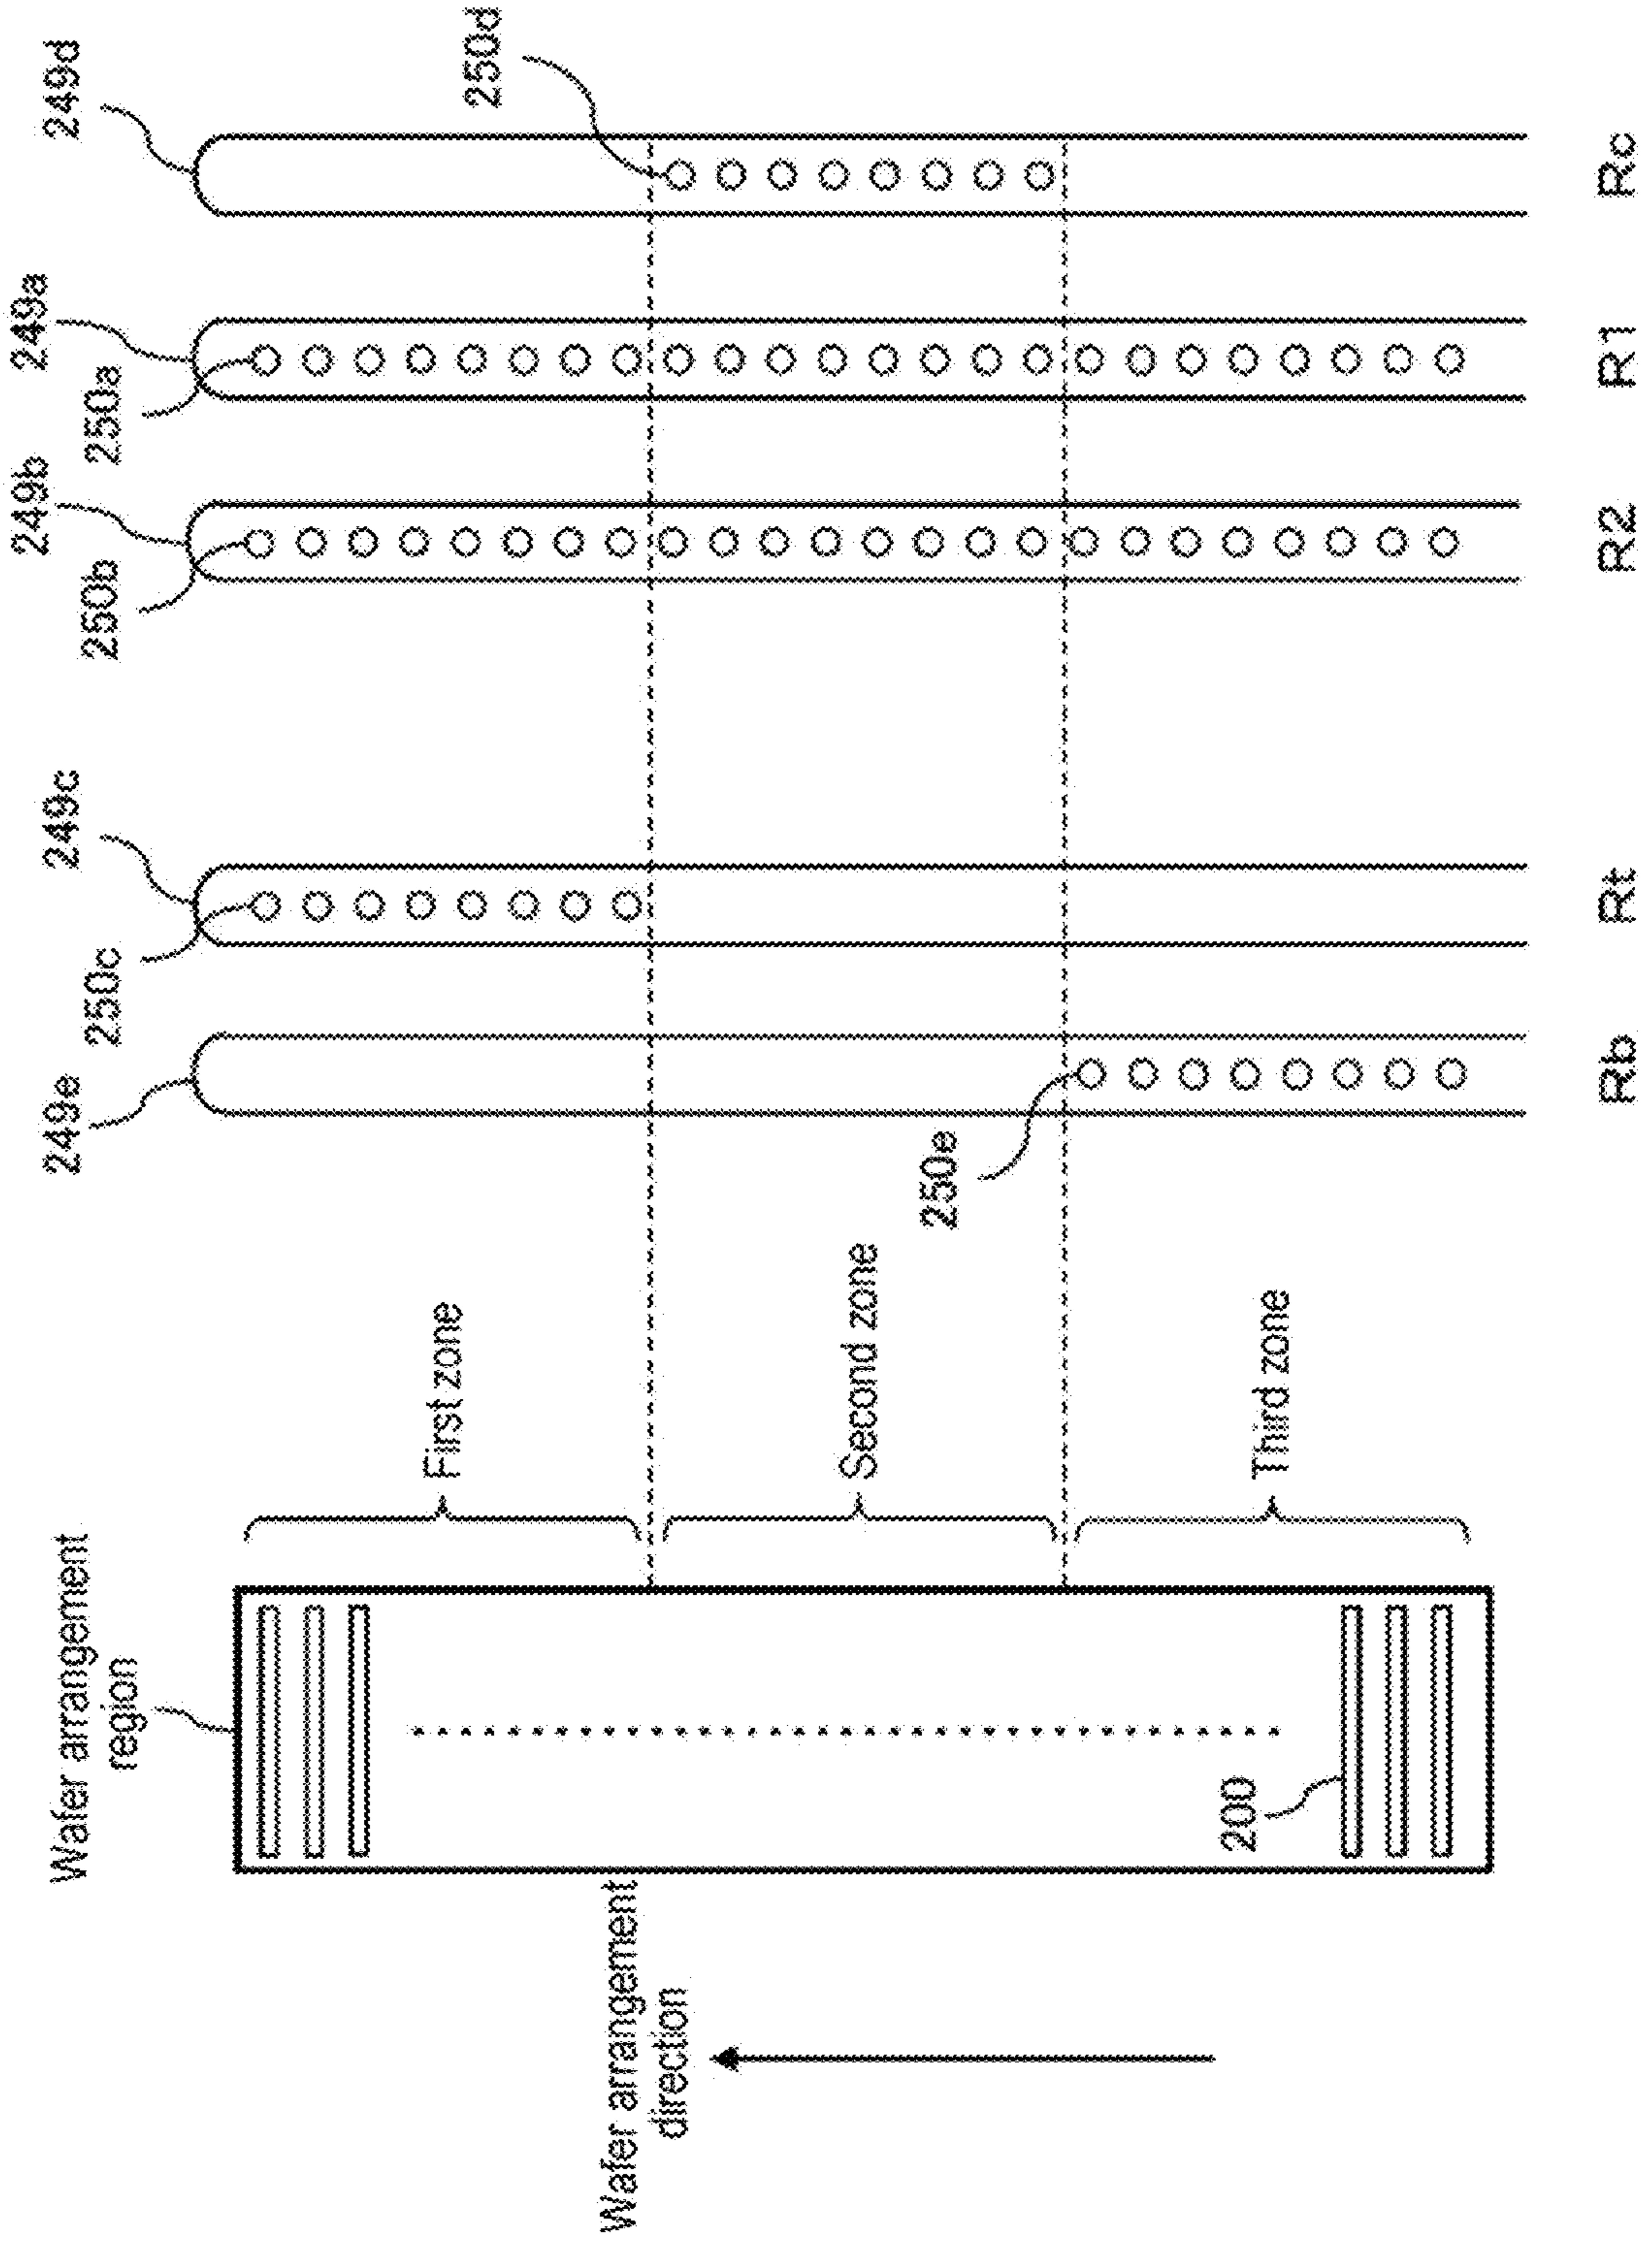 Wafer arrangement
direction
Wafer arrangement
region
200
First zone
Second zone
Third zone
249e
250e
Rb
249c
250c
Rt
249b
250b
R2
249a
250a
R1
249d
250d
Rc